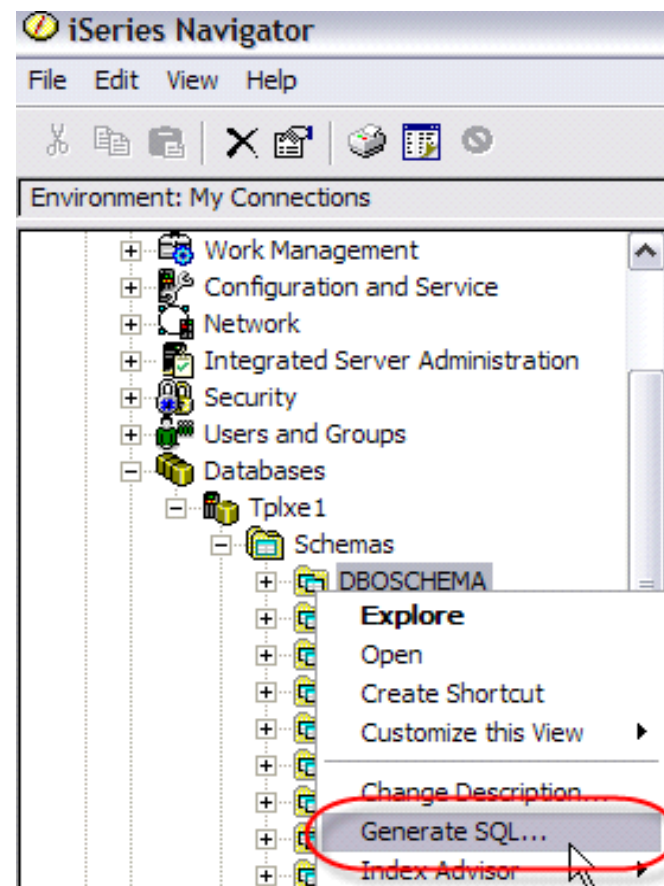 iSeries Navigator
File Edit View Help
Environment: My Connections
Work Management
Configuration and Service
Network
Integrated Server Administration
Security
Users and Groups
Databases
Tplxe1
Schemas
DBOSCHEMA
Explore
Open
Create Shortcut
Customize this View
Change Description...
Generate SQL...
Index Advisor